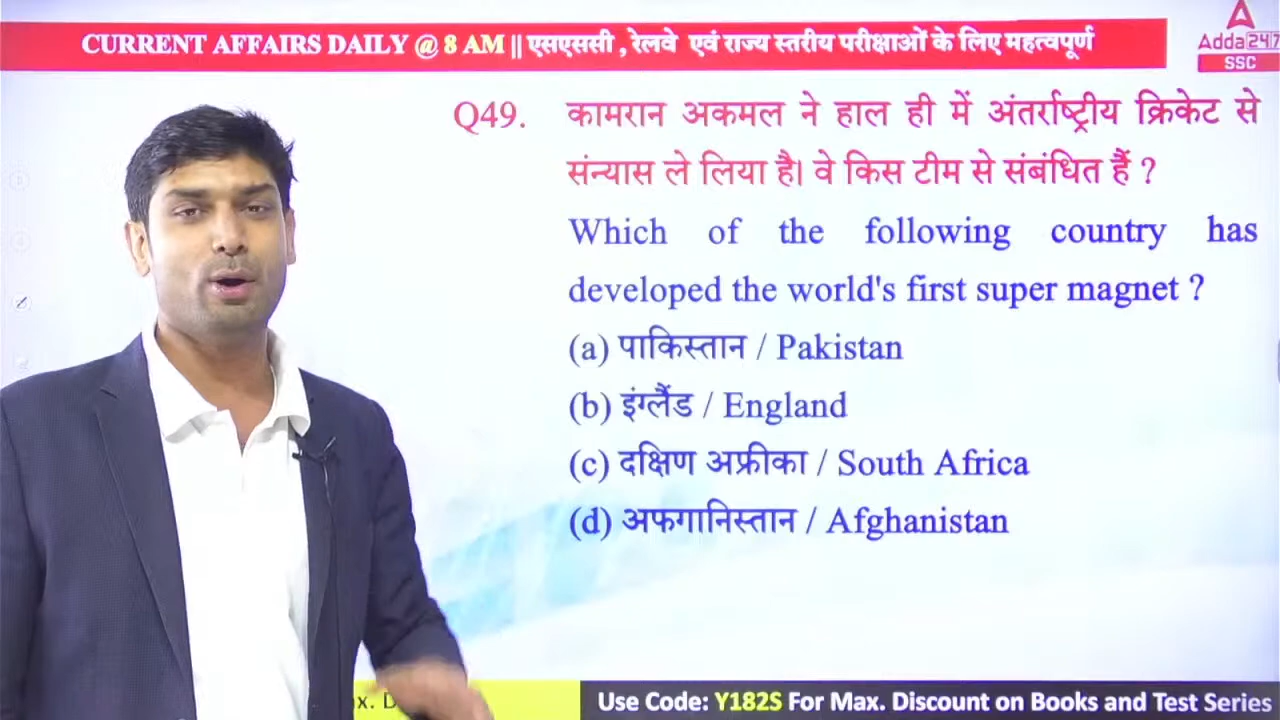 CURRENT AFFAIRS DAILY @ 8 AM || एसएससी , रेलवे एवं राज्य स्तरीय परीक्षाओं के लिए महत्वपूर्ण
Adda247
SSC
Q49. कामरान अकमल ने हाल ही में अंतर्राष्ट्रीय क्रिकेट से
संन्यास ले लिया है। वे किस टीम से संबंधित हैं ?
Which of the following country has
developed the world's first super magnet ?
(a) पाकिस्तान / Pakistan
(b) इंग्लैंड / England
(c) दक्षिण अफ्रीका / South Africa
(d) अफगानिस्तान / Afghanistan
Use Code: Y182S For Max. Discount on Books and Test Series